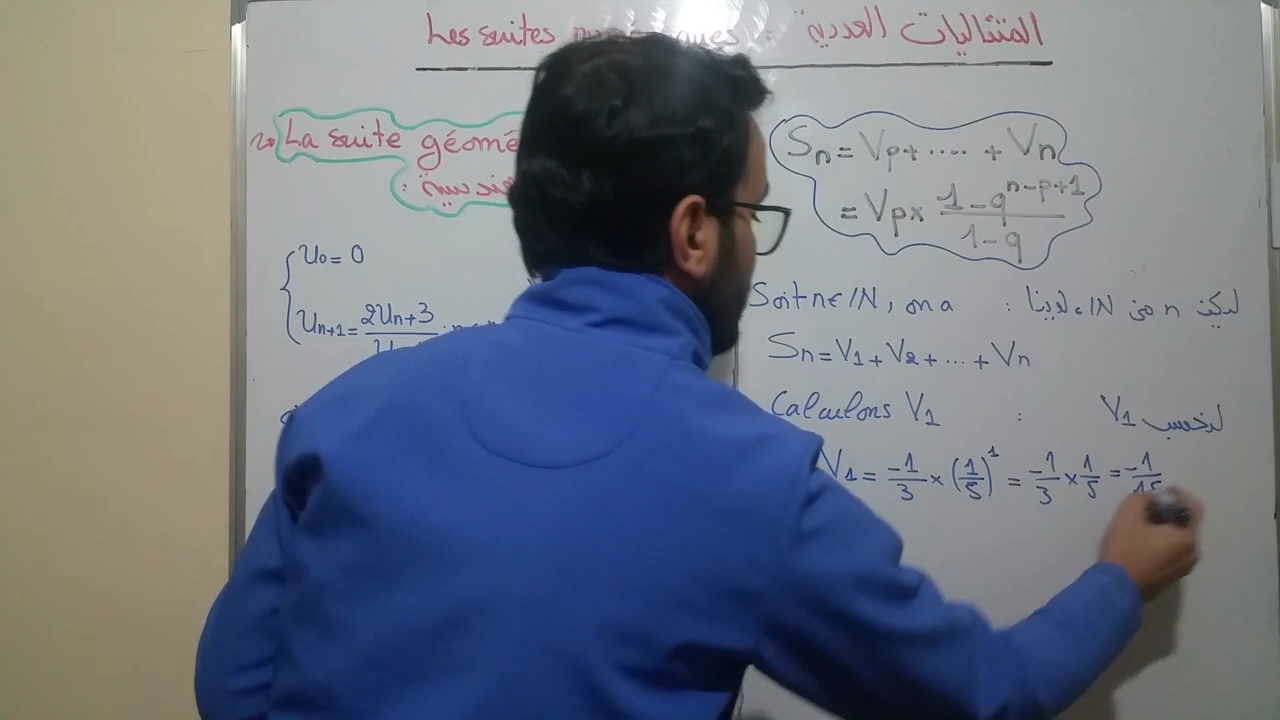 Les suites : المتتاليات العددية
2) La suite géomé
:
{ U0 = 0
Un+1 = 2Un+3
Sn = Vp + ..... + Vn
= Vp x (1-q^(n-p+1))/(1-q)
Soit n∈IN, on a : ليكن n من IN، لدينا
Sn = V1 + V2 + ... + Vn
Calculons V1 : لنحسب V1
V1 = -1/3 × (1/5)^1 = -1/3 × 1/5 = -1/15